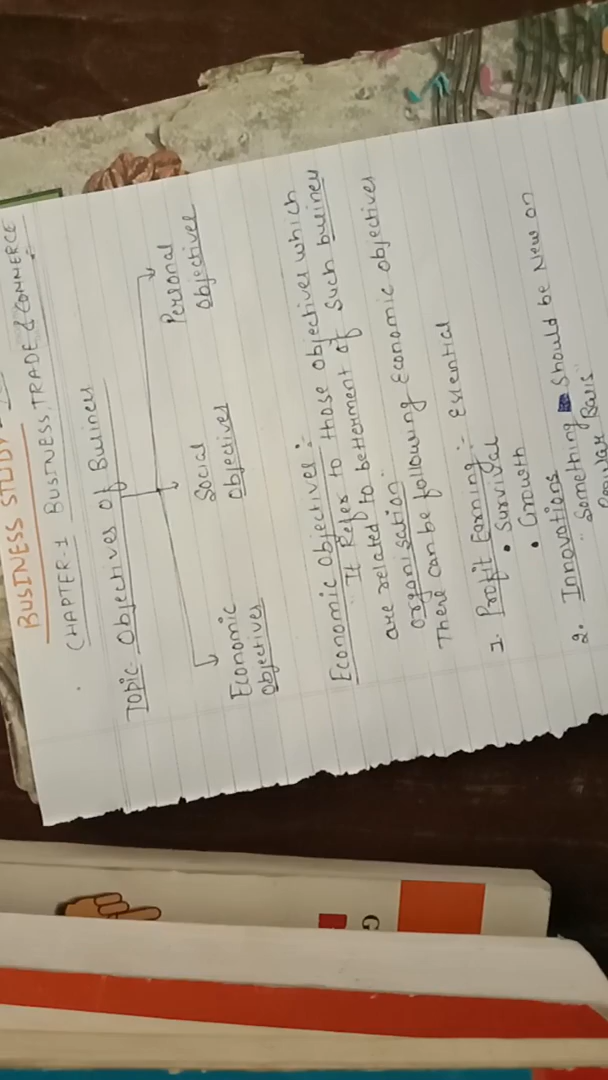 BUSINESS STUDY
CHAPTER-1 BUSINESS, TRADE & COMMERCE
Topic- Objectives of Business
Economic Objectives
Social Objectives
Personal Objectives
Economic Objectives :-
It Refer to those objectives which
are related to betterment of such business
organisation.
There can be following Economic objectives
1. Profit Earning :- Essential
• Survival
• Growth
2. Innovations
Something Should be New on
Regular Basis
G